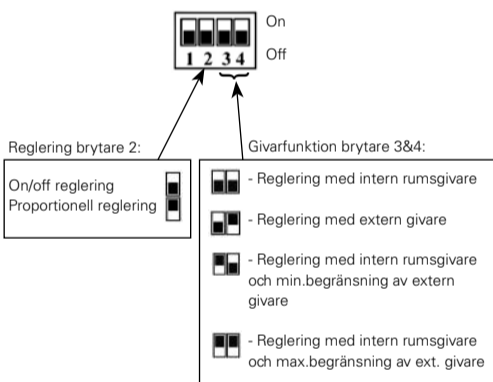 On
Off
1 2 3 4
Reglering brytare 2:
On/off reglering
Proportionell reglering
Givarfunktion brytare 3&4:
- Reglering med intern rumsgivare
- Reglering med extern givare
- Reglering med intern rumsgivare
och min.begränsning av extern
givare
- Reglering med intern rumsgivare
och max.begränsning av ext. givare